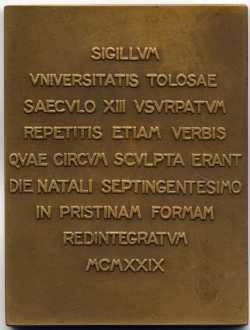 SIGILLVM
VNIVERSITATIS TOLOSAE
SAECVLO XIII VSVRPATVM
REPETITIS ETIAM VERBIS
QVAE CIRCVM SCVLPTA ERANT
DIE NATALI SEPTINGENTESIMO
IN PRISTINAM FORMAM
REDINTEGRATVM
MCMXXIX